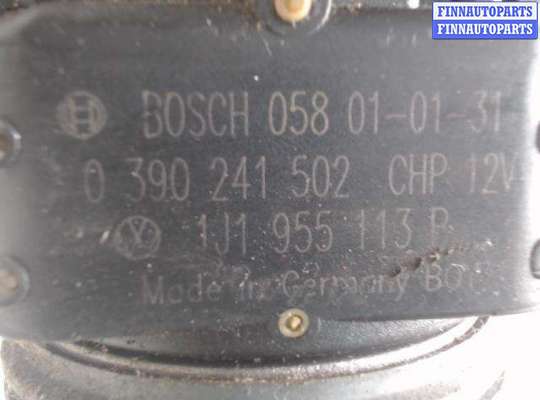 FINNAUTOPARTS
FINNAUTOPARTS
BOSCH 058 01-01-31
0 390 241 502 CHP 12V
1J1 955 113
Made in Germany